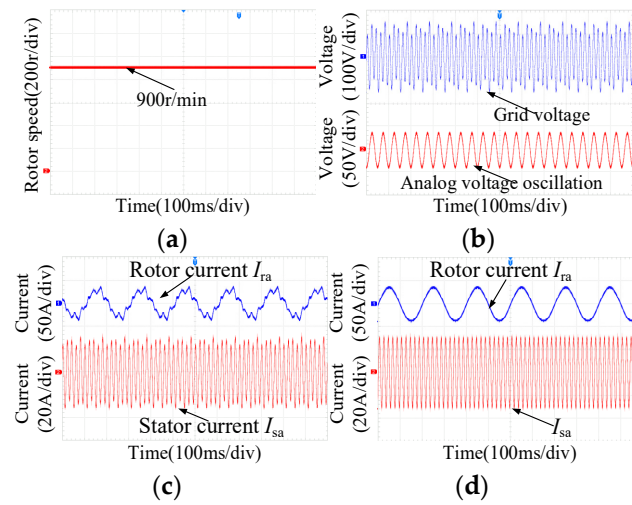 Rotor speed(200r/div)
900r/min
Time(100ms/div)
(a)
Voltage
(100V/div)
Grid voltage
Voltage
(50V/div)
Analog voltage oscillation
Time(100ms/div)
(b)
Current
(50A/div)
Rotor current Ira
Current
(20A/div)
Stator current Isa
Time(100ms/div)
(c)
Current
(50A/div)
Rotor current Ira
Current
(20A/div)
Isa
Time(100ms/div)
(d)